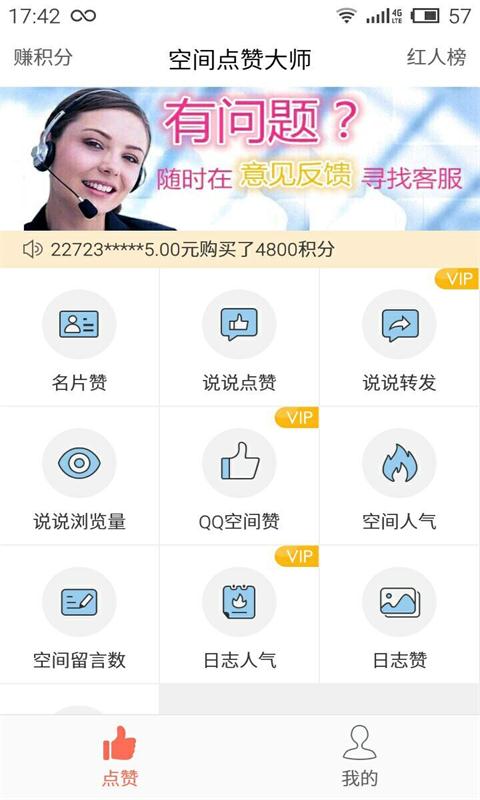 17:42
4G
LTE
57
赚积分
空间点赞大师
红人榜
有问题？
随时在 意见反馈 寻找客服
22723*****5.00元购买了4800积分
VIP
名片赞
说说点赞
说说转发
VIP
说说浏览量
QQ空间赞
空间人气
VIP
空间留言数
日志人气
日志赞
点赞
我的